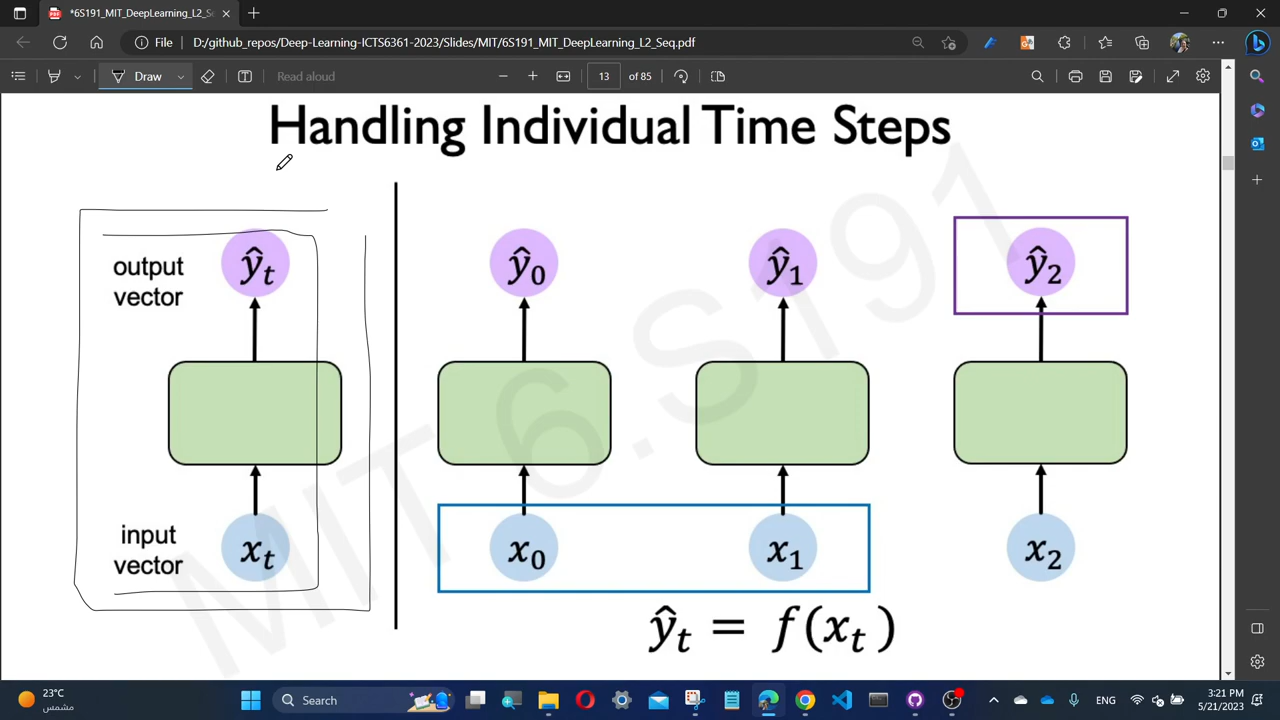 *6S191_MIT_DeepLearning_L2_Se
File
D:/github_repos/Deep-Learning-ICTS6361-2023/Slides/MIT/6S191_MIT_DeepLearning_L2_Seq.pdf
Draw
Read aloud
13 of 85
Handling Individual Time Steps
output
vector
ŷt
ŷ0
ŷ1
ŷ2
input
vector
xt
x0
x1
x2
ŷt = f(xt)
MIT 6.S191
23°C
مشمس
Search
ENG
3:21 PM
5/21/2023